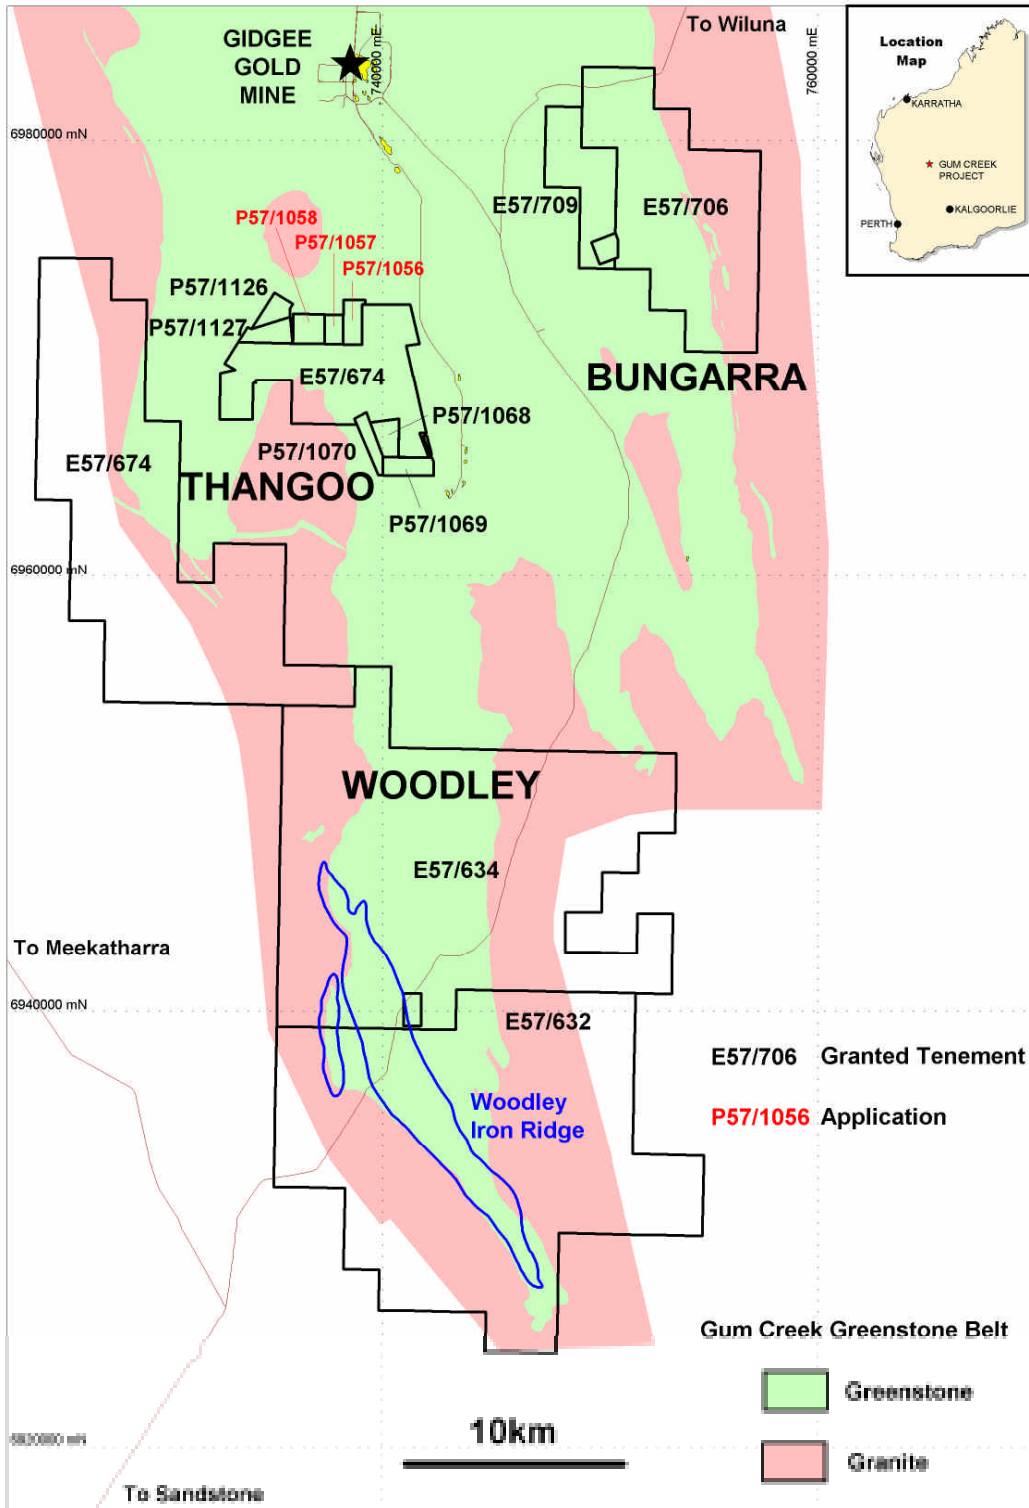 To Wiluna
GIDGEE
GOLD
MINE
740000 mE
760000 mE
Location
Map
KARRATHA
GUM CREEK
PROJECT
KALGOORLIE
PERTH
6980000 mN
E57/709
E57/706
P57/1058
P57/1057
P57/1056
P57/1126
P57/1127
E57/674
BUNGARRA
P57/1068
P57/1070
E57/674
THANGOO
P57/1069
6960000 mN
WOODLEY
E57/634
To Meekatharra
6940000 mN
E57/632
E57/706 Granted Tenement
Woodley
Iron Ridge
P57/1056 Application
Gum Creek Greenstone Belt
Greenstone
10km
6920000 mN
Granite
To Sandstone